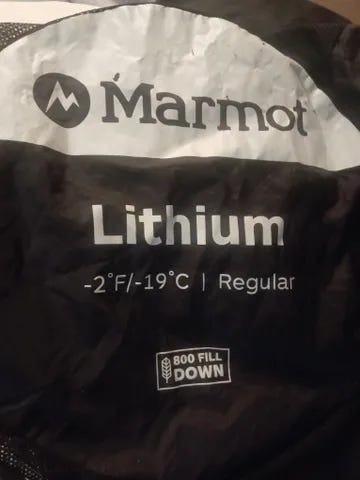 Marmot
Lithium
-2°F/-19°C | Regular
800 FILL
DOWN